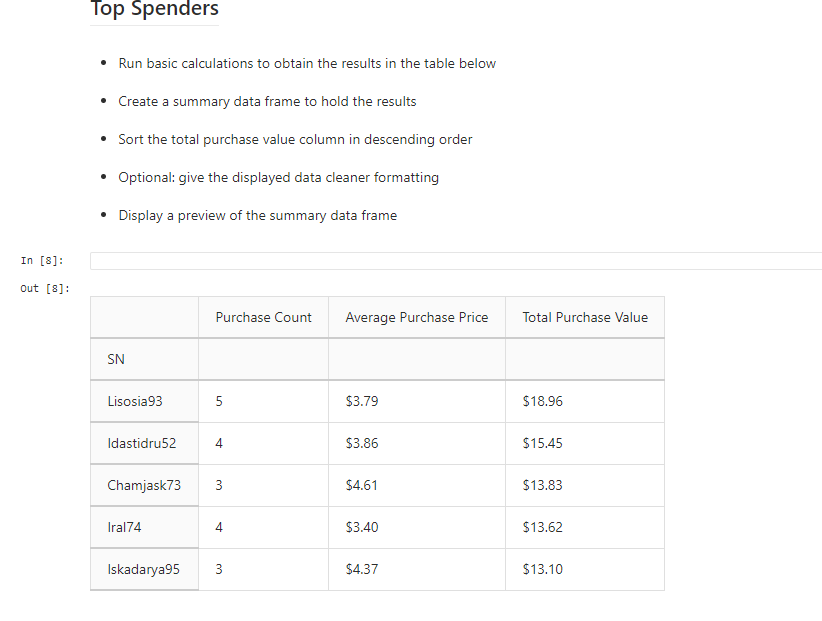 Top Spenders
• Run basic calculations to obtain the results in the table below
• Create a summary data frame to hold the results
• Sort the total purchase value column in descending order
• Optional: give the displayed data cleaner formatting
• Display a preview of the summary data frame
In [8]:
Out [8]:
Purchase Count Average Purchase Price Total Purchase Value
SN
Lisosia93 5 $3.79 $18.96
Idastidru52 4 $3.86 $15.45
Chamjask73 3 $4.61 $13.83
Iral74 4 $3.40 $13.62
Iskadarya95 3 $4.37 $13.10